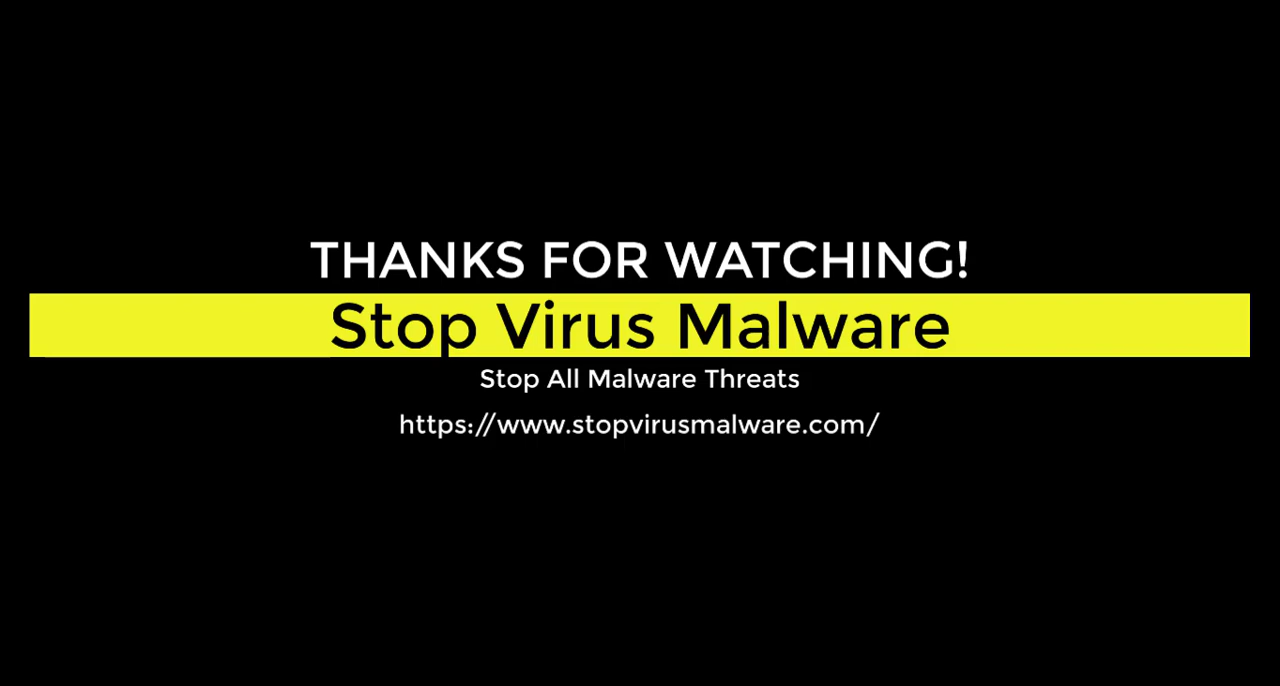 THANKS FOR WATCHING!
Stop Virus Malware
Stop All Malware Threats
https://www.stopvirusmalware.com/